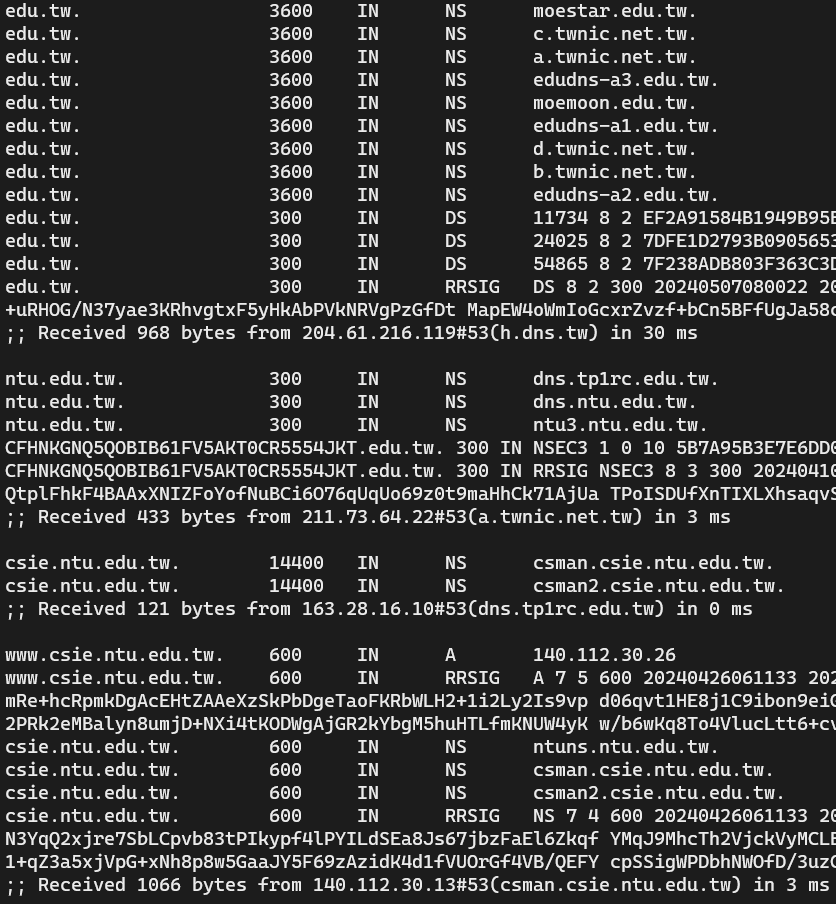 edu.tw. 3600 IN NS moestar.edu.tw.
edu.tw. 3600 IN NS c.twnic.net.tw.
edu.tw. 3600 IN NS a.twnic.net.tw.
edu.tw. 3600 IN NS edudns-a3.edu.tw.
edu.tw. 3600 IN NS moemoon.edu.tw.
edu.tw. 3600 IN NS edudns-a1.edu.tw.
edu.tw. 3600 IN NS d.twnic.net.tw.
edu.tw. 3600 IN NS b.twnic.net.tw.
edu.tw. 3600 IN NS edudns-a2.edu.tw.
edu.tw. 300 IN DS 11734 8 2 EF2A91584B1949B95B
edu.tw. 300 IN DS 24025 8 2 7DFE1D2793B0905653
edu.tw. 300 IN DS 54865 8 2 7F238ADB803F363C3D
edu.tw. 300 IN RRSIG DS 8 2 300 20240507080022 20
+uRHOG/N37yae3KRhvgtxF5yHkAbPVkNRVgPzGfDt MapEW4oWmIoGcxrZvzf+bCn5BFfUgJa58c
;; Received 968 bytes from 204.61.216.119#53(h.dns.tw) in 30 ms
ntu.edu.tw. 300 IN NS dns.tp1rc.edu.tw.
ntu.edu.tw. 300 IN NS dns.ntu.edu.tw.
ntu.edu.tw. 300 IN NS ntu3.ntu.edu.tw.
CFHNKGNQ5QOBIB61FV5AKT0CR5554JKT.edu.tw. 300 IN NSEC3 1 0 10 5B7A95B3E7E6DD0
CFHNKGNQ5QOBIB61FV5AKT0CR5554JKT.edu.tw. 300 IN RRSIG NSEC3 8 3 300 20240410
QtplFhkF4BAAxXNIZFoYofNuBCi6O76qUqUo69z0t9maHhCk71AjUa TPoISDUfXnTIXLXhsaqvS
;; Received 433 bytes from 211.73.64.22#53(a.twnic.net.tw) in 3 ms
csie.ntu.edu.tw. 14400 IN NS csman.csie.ntu.edu.tw.
csie.ntu.edu.tw. 14400 IN NS csman2.csie.ntu.edu.tw.
;; Received 121 bytes from 163.28.16.10#53(dns.tp1rc.edu.tw) in 0 ms
www.csie.ntu.edu.tw. 600 IN A 140.112.30.26
www.csie.ntu.edu.tw. 600 IN RRSIG A 7 5 600 20240426061133 202
mRe+hcRpmkDgAcEHtZAAeXzSkPbDgeTaoFKRbWLH2+1i2Ly2Is9vp d06qvt1HE8j1C9ibon9eiG
2PRk2eMBalyn8umjD+NXi4tKODWgAjGR2kYbgM5huHTLfmKNUW4yK w/b6wKq8To4VlucLtt6+cv
csie.ntu.edu.tw. 600 IN NS ntuns.ntu.edu.tw.
csie.ntu.edu.tw. 600 IN NS csman.csie.ntu.edu.tw.
csie.ntu.edu.tw. 600 IN NS csman2.csie.ntu.edu.tw.
csie.ntu.edu.tw. 600 IN RRSIG NS 7 4 600 20240426061133 20
N3YqQ2xjre7SbLCpvb83tPIkypf4lPYILdSEa8Js67jbzFaEl6Zkqf YMqJ9MhcTh2VjckVyMCLE
1+qZ3a5xjVpG+xNh8p8w5GaaJY5F69zAzidK4d1fVUOrGf4VB/QEFY cpSSigWPDbhNWOfD/3uzC
;; Received 1066 bytes from 140.112.30.13#53(csman.csie.ntu.edu.tw) in 3 ms